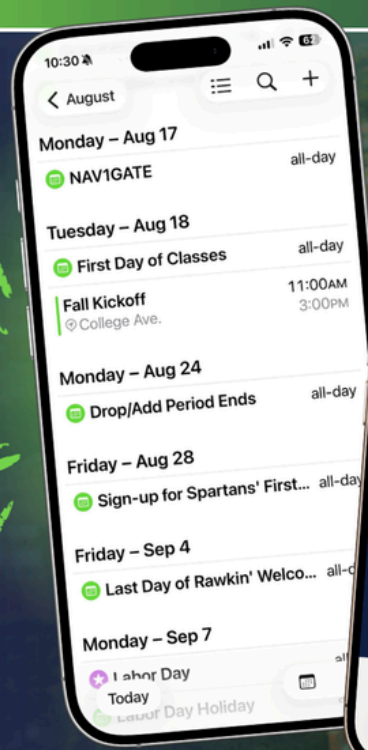 10:30
62
August
Monday – Aug 17
NAV1GATE all-day
Tuesday – Aug 18
First Day of Classes all-day
Fall Kickoff 11:00AM
College Ave. 3:00PM
Monday – Aug 24
Drop/Add Period Ends all-day
Friday – Aug 28
Sign-up for Spartans' First... all-day
Friday – Sep 4
Last Day of Rawkin' Welco... all-d
Monday – Sep 7
Labor Day all
Today
Labor Day Holiday